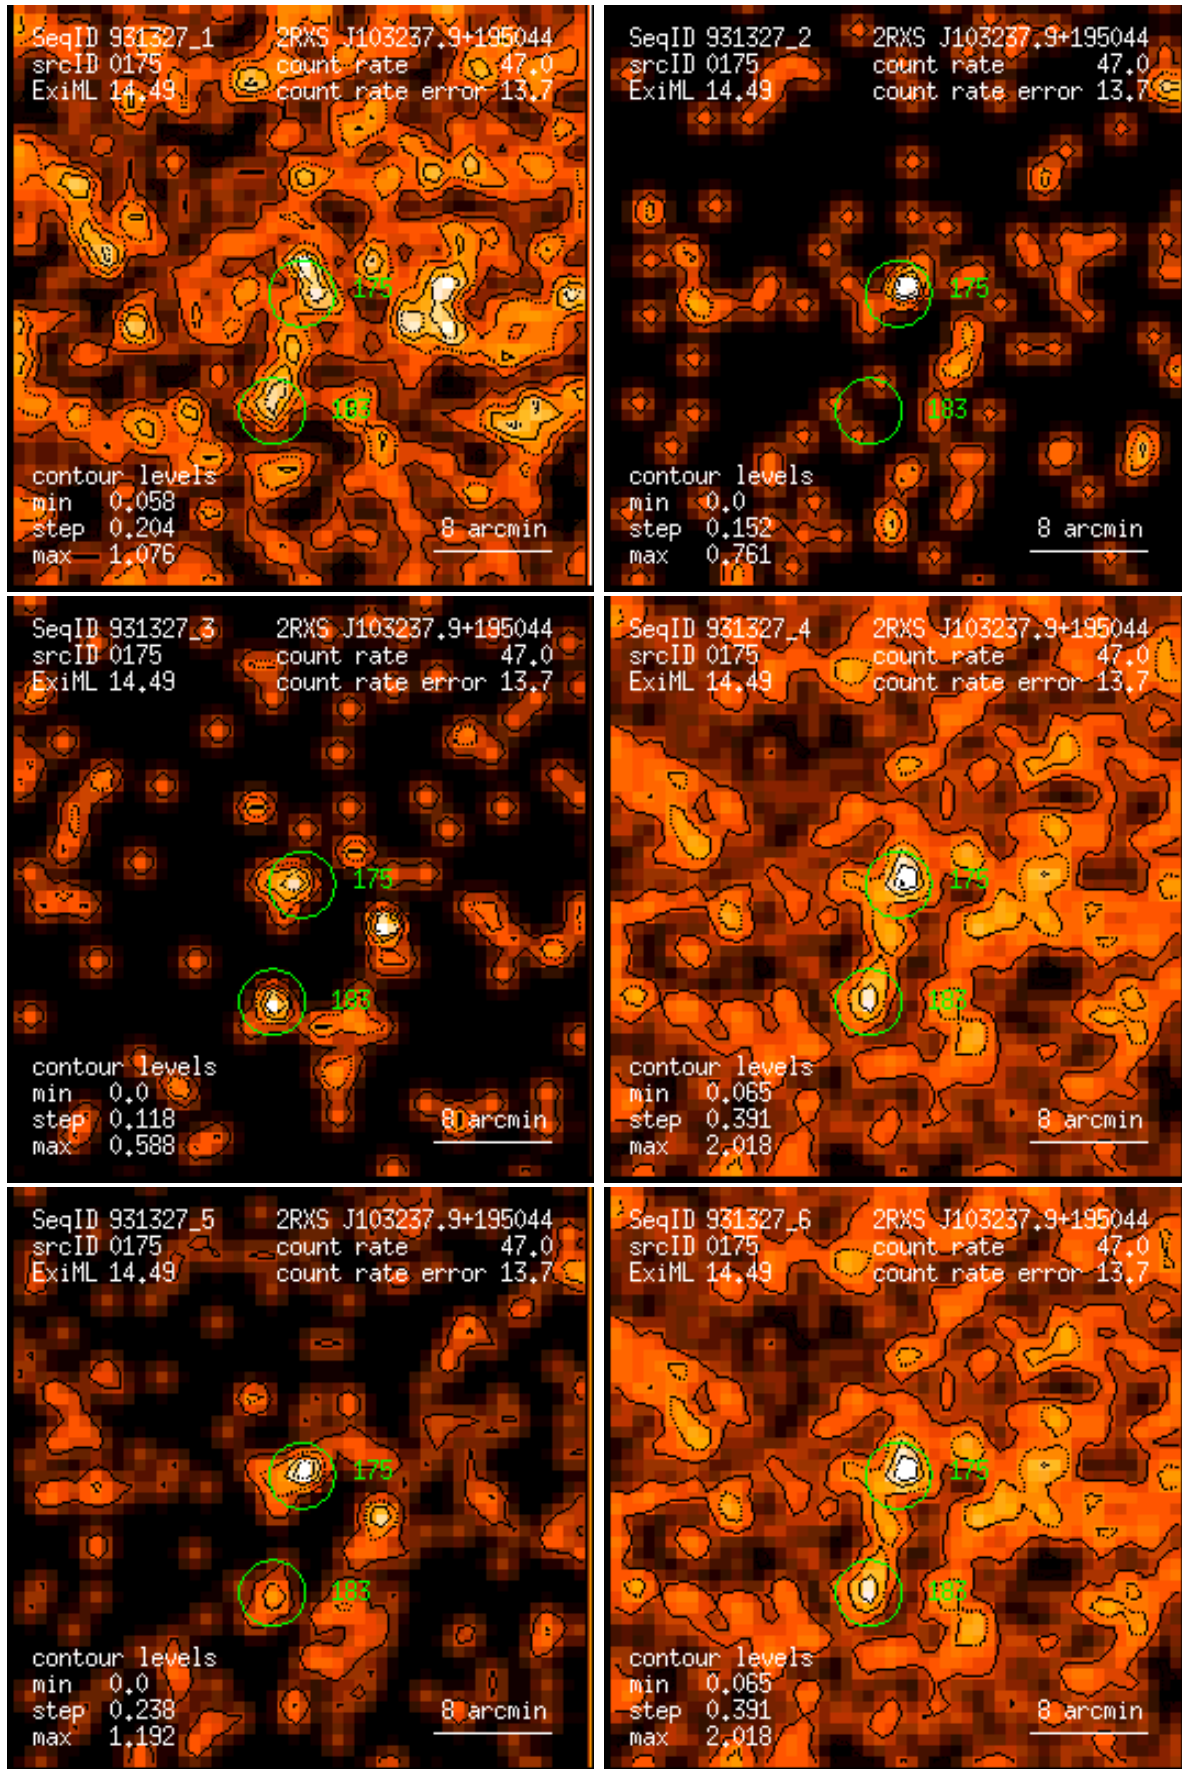 SeqID 931327_1 2RXS J103237.9+195044
srcID 0175 count rate 47.0
ExiML 14.49 count rate error 13.7
175
183
contour levels
min 0.058
step 0.204
max 1.076
8 arcmin
SeqID 931327_2 2RXS J103237.9+195044
srcID 0175 count rate 47.0
ExiML 14.49 count rate error 13.7
175
183
contour levels
min 0.0
step 0.152
max 0.761
8 arcmin
SeqID 931327_3 2RXS J103237.9+195044
srcID 0175 count rate 47.0
ExiML 14.49 count rate error 13.7
175
183
contour levels
min 0.0
step 0.118
max 0.588
8 arcmin
SeqID 931327_4 2RXS J103237.9+195044
srcID 0175 count rate 47.0
ExiML 14.49 count rate error 13.7
175
183
contour levels
min 0.065
step 0.391
max 2.018
8 arcmin
SeqID 931327_5 2RXS J103237.9+195044
srcID 0175 count rate 47.0
ExiML 14.49 count rate error 13.7
175
183
contour levels
min 0.0
step 0.238
max 1.192
8 arcmin
SeqID 931327_6 2RXS J103237.9+195044
srcID 0175 count rate 47.0
ExiML 14.49 count rate error 13.7
175
183
contour levels
min 0.065
step 0.391
max 2.018
8 arcmin